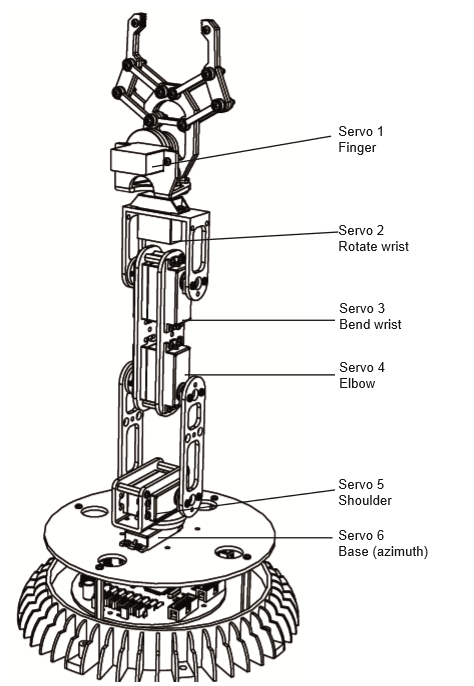 Servo 1
Finger
Servo 2
Rotate wrist
Servo 3
Bend wrist
Servo 4
Elbow
Servo 5
Shoulder
Servo 6
Base (azimuth)